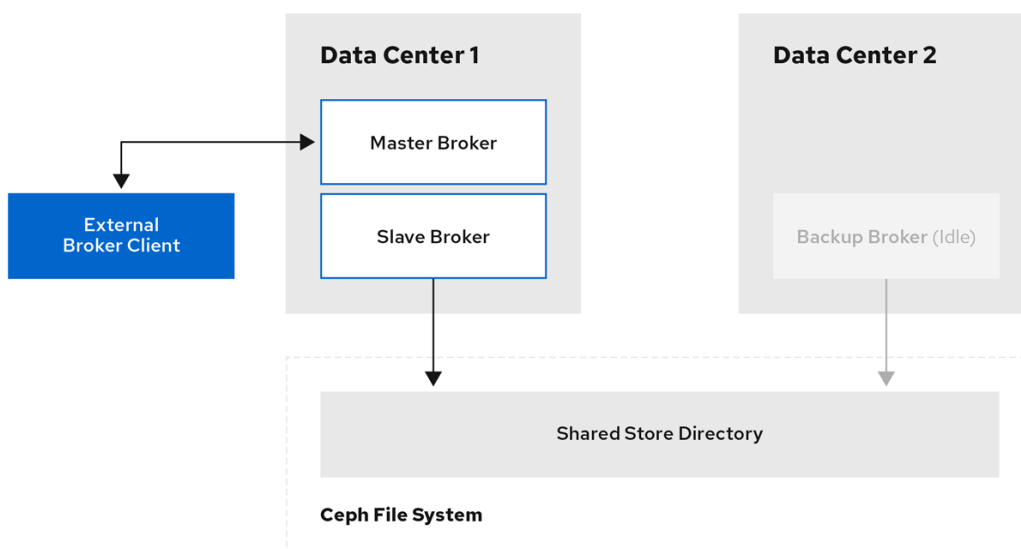 Data Center 1
Data Center 2
Master Broker
External
Broker Client
Slave Broker
Backup Broker (Idle)
Shared Store Directory
Ceph File System